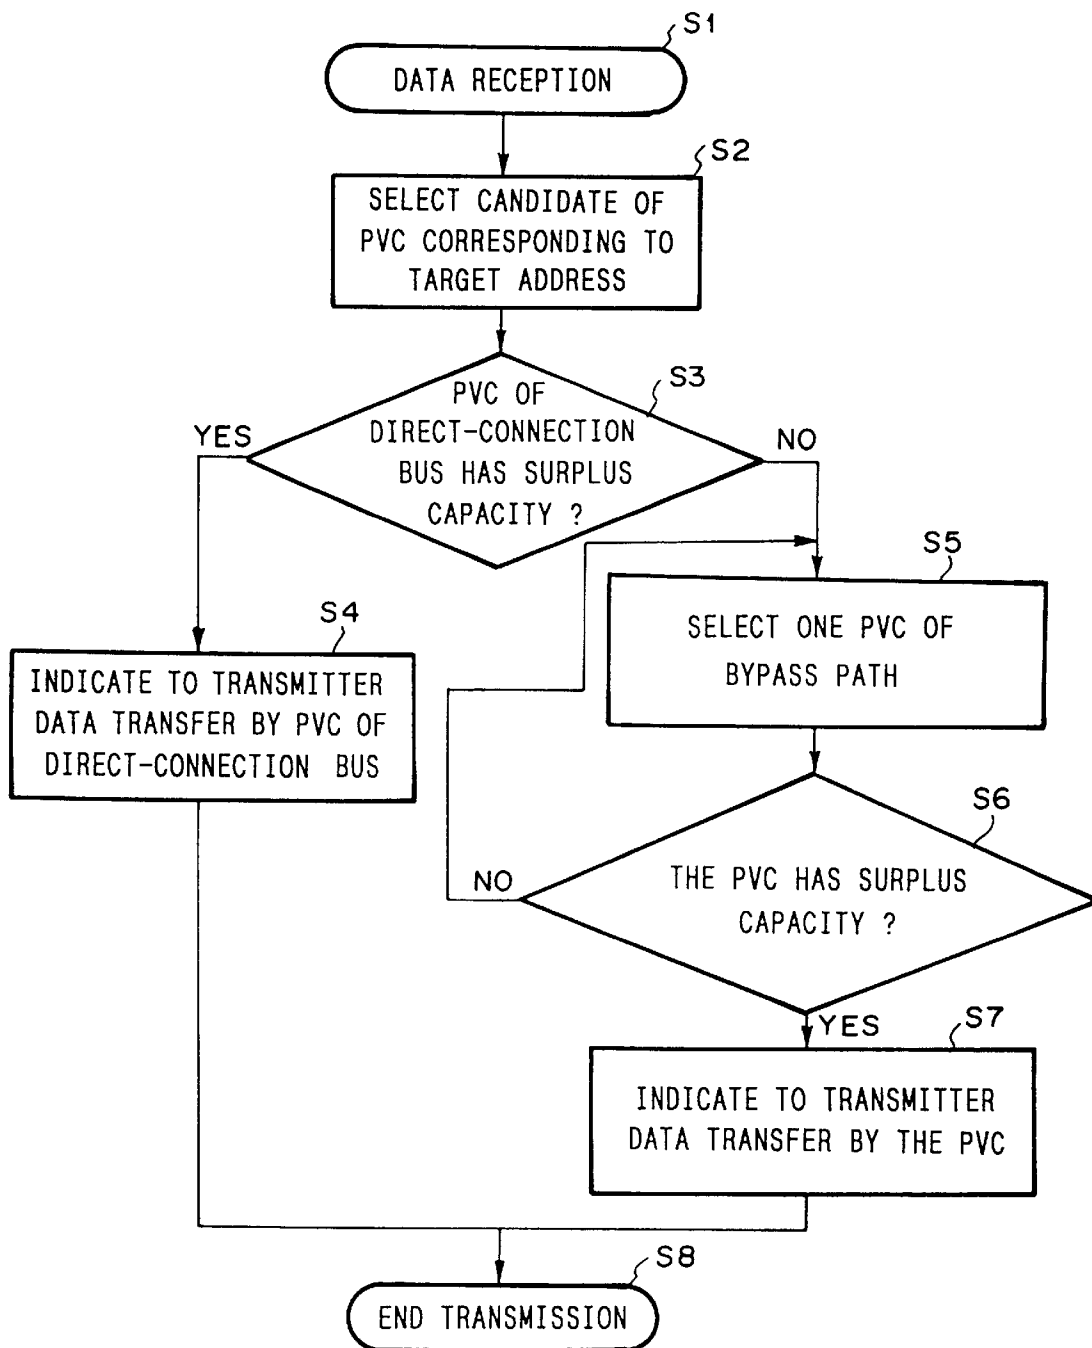 S1
DATA RECEPTION
S2
SELECT CANDIDATE OF
PVC CORRESPONDING TO
TARGET ADDRESS
S3
PVC OF
DIRECT-CONNECTION
BUS HAS SURPLUS
CAPACITY ?
YES
NO
S4
INDICATE TO TRANSMITTER
DATA TRANSFER BY PVC OF
DIRECT-CONNECTION BUS
S5
SELECT ONE PVC OF
BYPASS PATH
S6
THE PVC HAS SURPLUS
CAPACITY ?
NO
YES
S7
INDICATE TO TRANSMITTER
DATA TRANSFER BY THE PVC
S8
END TRANSMISSION